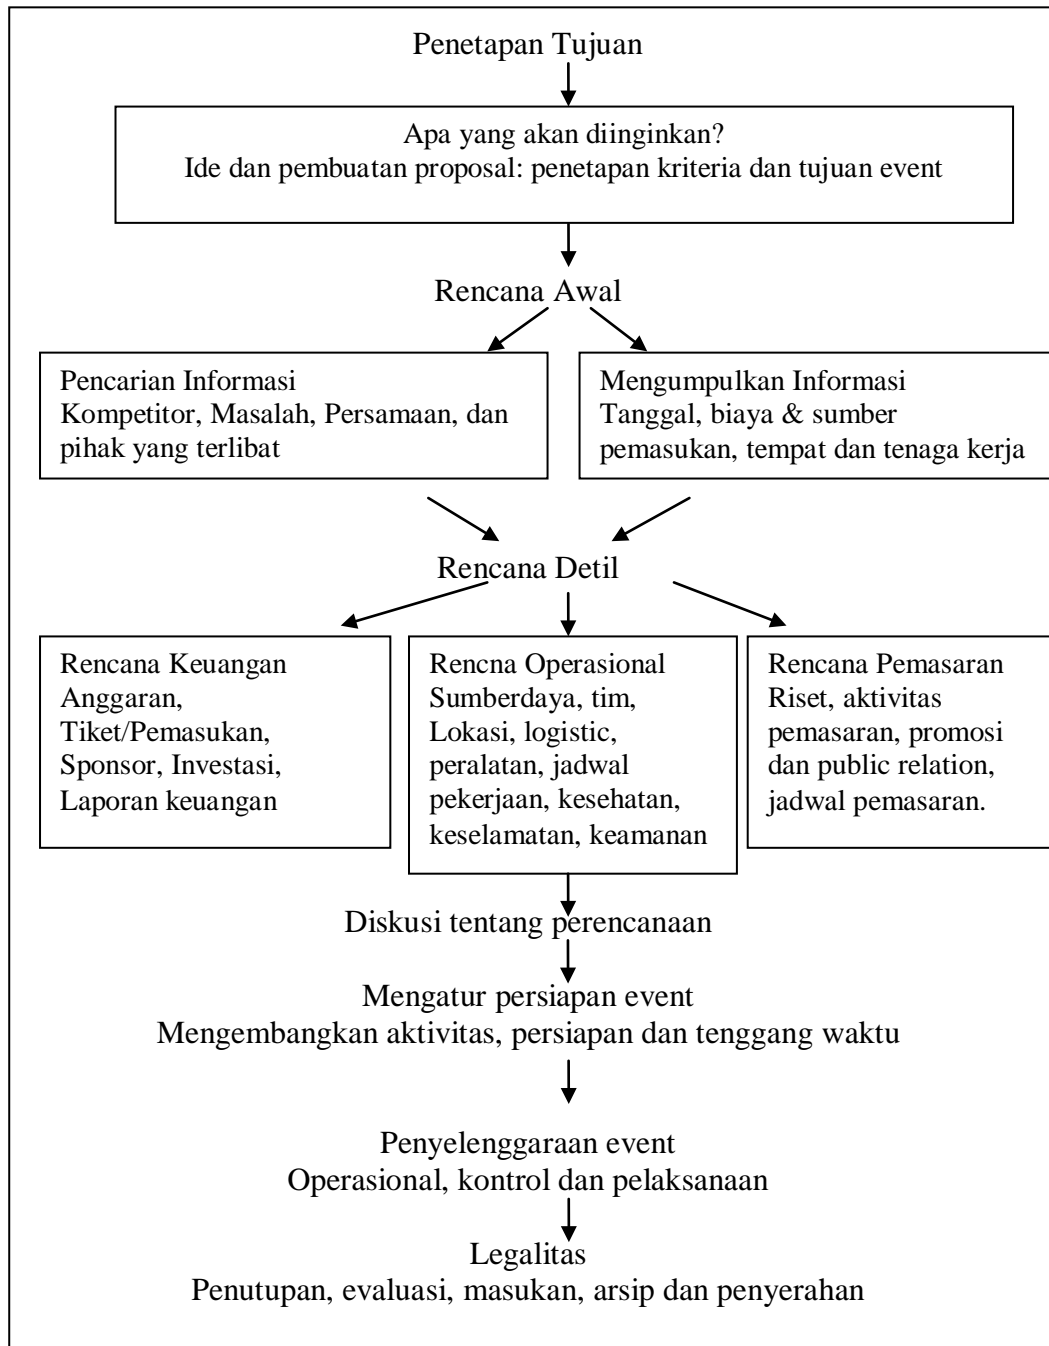 Penetapan Tujuan
Apa yang akan diinginkan?
Ide dan pembuatan proposal: penetapan kriteria dan tujuan event
Rencana Awal
Pencarian Informasi
Kompetitor, Masalah, Persamaan, dan
pihak yang terlibat
Mengumpulkan Informasi
Tanggal, biaya & sumber
pemasukan, tempat dan tenaga kerja
Rencana Detil
Rencana Keuangan
Anggaran,
Tiket/Pemasukan,
Sponsor, Investasi,
Laporan keuangan
Rencna Operasional
Sumberdaya, tim,
Lokasi, logistic,
peralatan, jadwal
pekerjaan, kesehatan,
keselamatan, keamanan
Rencana Pemasaran
Riset, aktivitas
pemasaran, promosi
dan public relation,
jadwal pemasaran.
Diskusi tentang perencanaan
Mengatur persiapan event
Mengembangkan aktivitas, persiapan dan tenggang waktu
Penyelenggaraan event
Operasional, kontrol dan pelaksanaan
Legalitas
Penutupan, evaluasi, masukan, arsip dan penyerahan